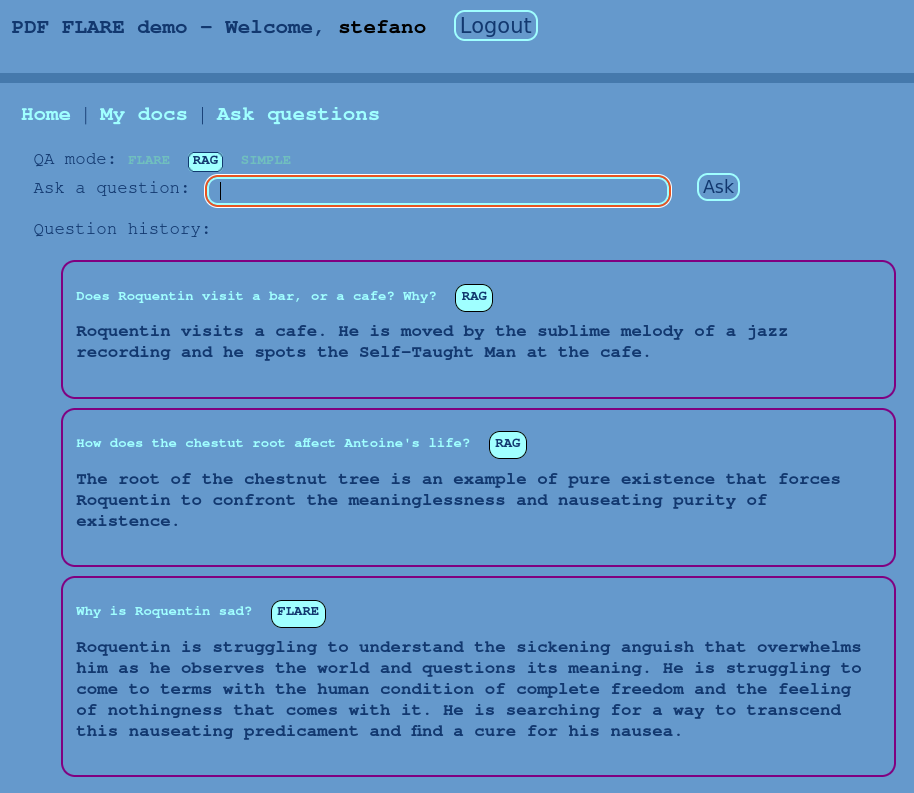 PDF FLARE demo – Welcome, stefano Logout
Home | My docs | Ask questions
QA mode: FLARE RAG SIMPLE
Ask a question: Ask
Question history:
Does Roquentin visit a bar, or a cafe? Why? RAG
Roquentin visits a cafe. He is moved by the sublime melody of a jazz
recording and he spots the Self-Taught Man at the cafe.
How does the chestut root affect Antoine's life? RAG
The root of the chestnut tree is an example of pure existence that forces
Roquentin to confront the meaninglessness and nauseating purity of
existence.
Why is Roquentin sad? FLARE
Roquentin is struggling to understand the sickening anguish that overwhelms
him as he observes the world and questions its meaning. He is struggling to
come to terms with the human condition of complete freedom and the feeling
of nothingness that comes with it. He is searching for a way to transcend
this nauseating predicament and find a cure for his nausea.